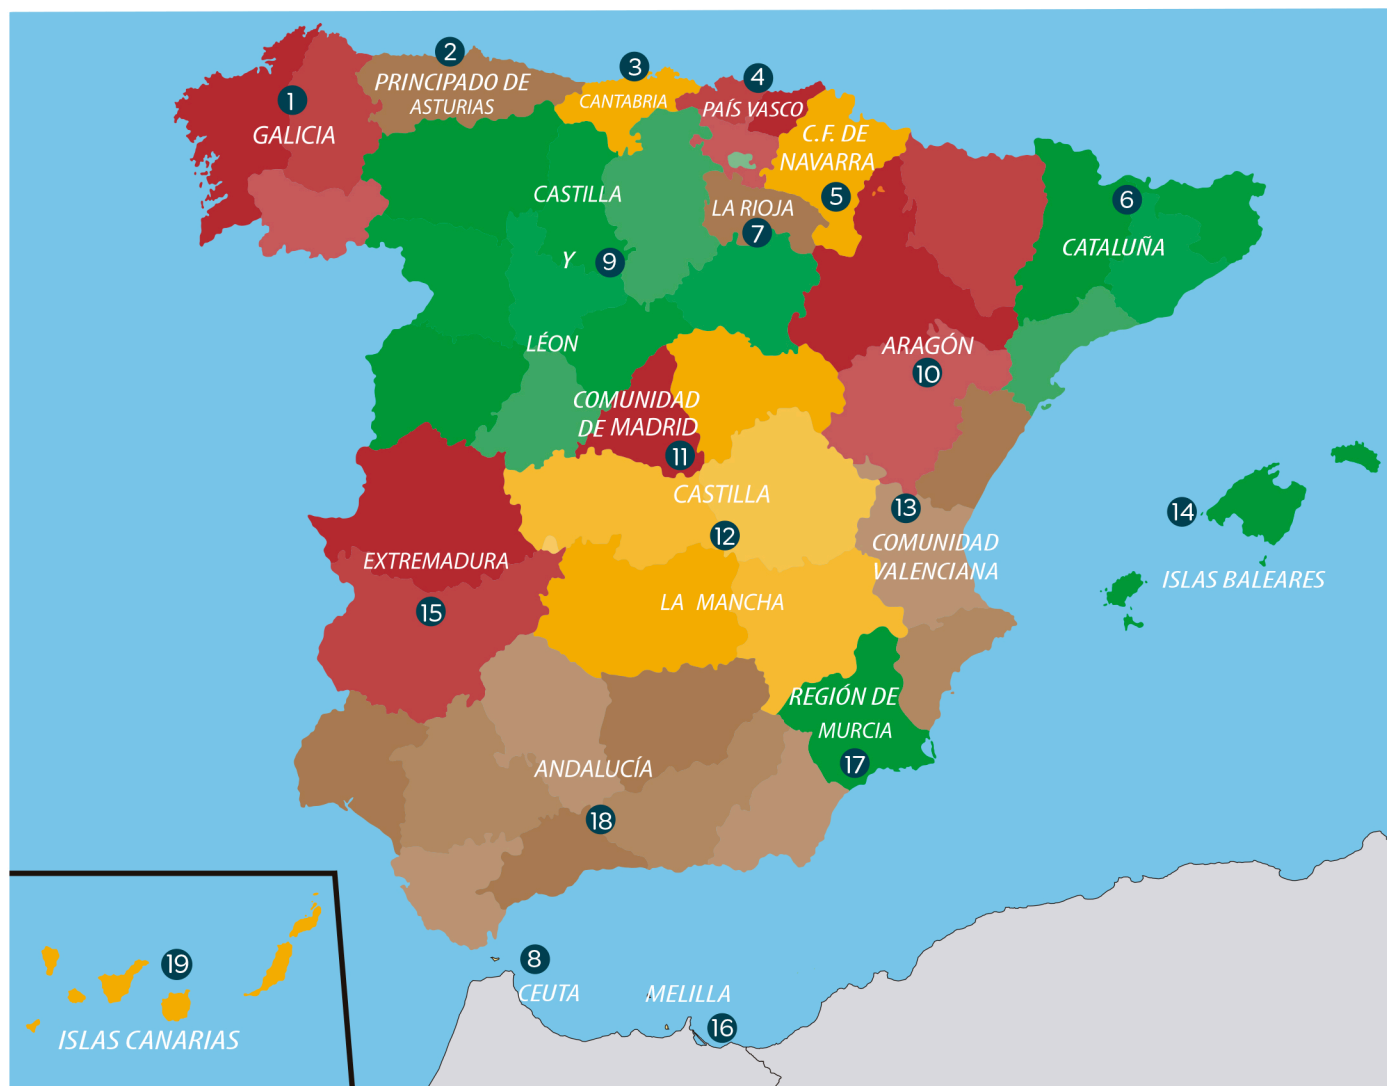 1
GALICIA
2
PRINCIPADO DE
ASTURIAS
3
CANTABRIA
4
PAÍS VASCO
C.F. DE
NAVARRA
5
6
CATALUÑA
LA RIOJA
7
CASTILLA
Y
9
LÉON
ARAGÓN
10
COMUNIDAD
DE MADRID
11
CASTILLA
12
LA MANCHA
13
COMUNIDAD
VALENCIANA
14
ISLAS BALEARES
EXTREMADURA
15
REGIÓN DE
MURCIA
17
ANDALUCÍA
18
8
CEUTA
MELILLA
16
19
ISLAS CANARIAS